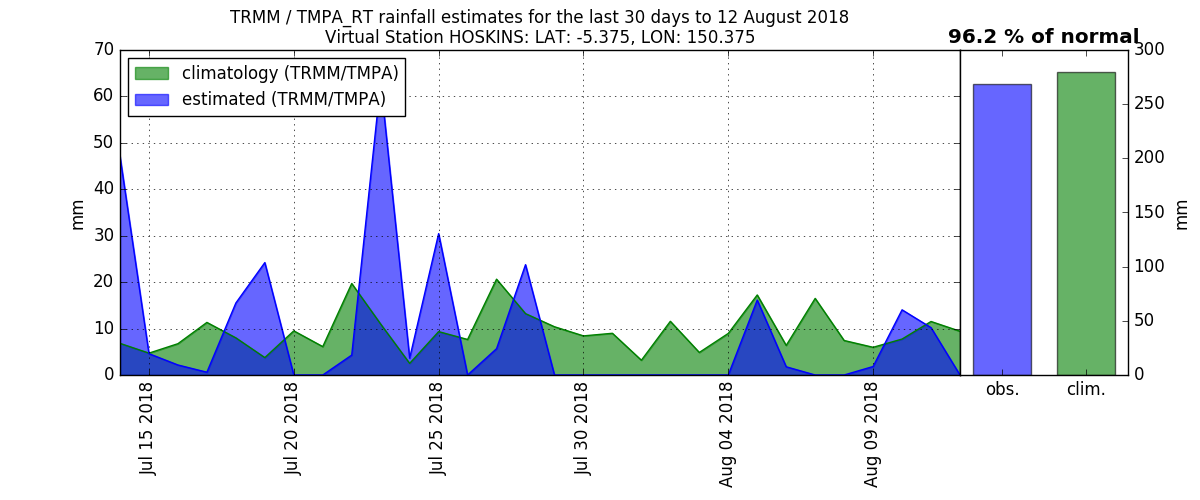 TRMM / TMPA_RT rainfall estimates for the last 30 days to 12 August 2018
Virtual Station HOSKINS: LAT: -5.375, LON: 150.375
96.2 % of normal
climatology (TRMM/TMPA)
estimated (TRMM/TMPA)
70
60
50
40
30
20
10
0
mm
Jul 15 2018
Jul 20 2018
Jul 25 2018
Jul 30 2018
Aug 04 2018
Aug 09 2018
obs.
clim.
300
250
200
150
100
50
0
mm